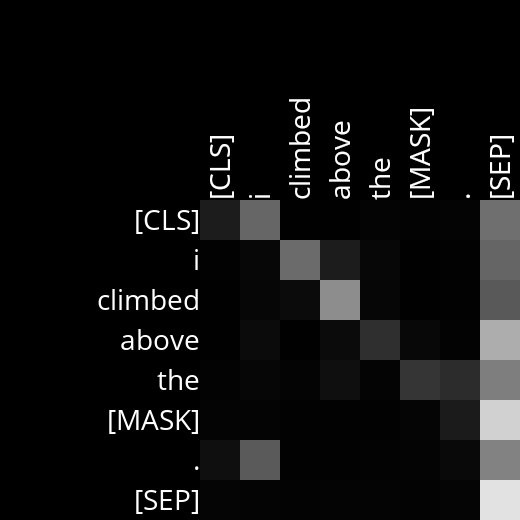 [CLS] i climbed above the [MASK] . [SEP]
[CLS]
i
climbed
above
the
[MASK]
.
[SEP]